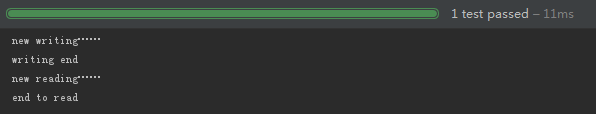 1 test passed – 11ms
new writing······
writing end
new reading······
end to read